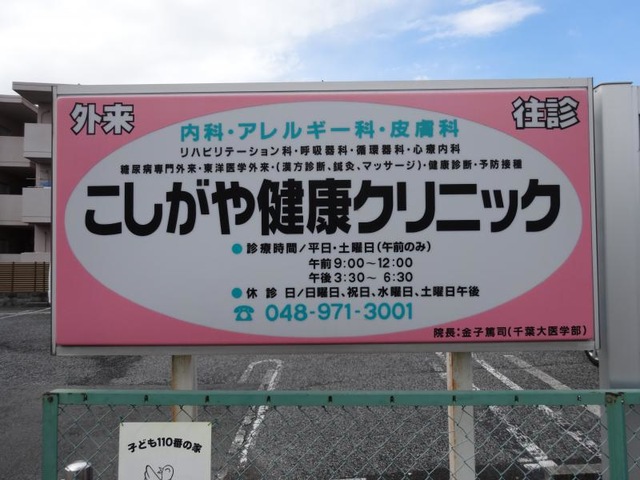 外来
往診
内科・アレルギー科・皮膚科
リハビリテーション科・呼吸器科・循環器科・心療内科
糖尿病専門外来・東洋医学外来・(漢方診断、鍼灸、マッサージ)・健康診断・予防接種
こしがや健康クリニック
●診療時間/平日・土曜日(午前のみ)
午前9:00〜12:00
午後3:30〜 6:30
●休 診 日/日曜日、祝日、水曜日、土曜日午後
☎ 048-971-3001
院長:金子篤司(千葉大医学部)
子ども110番の家